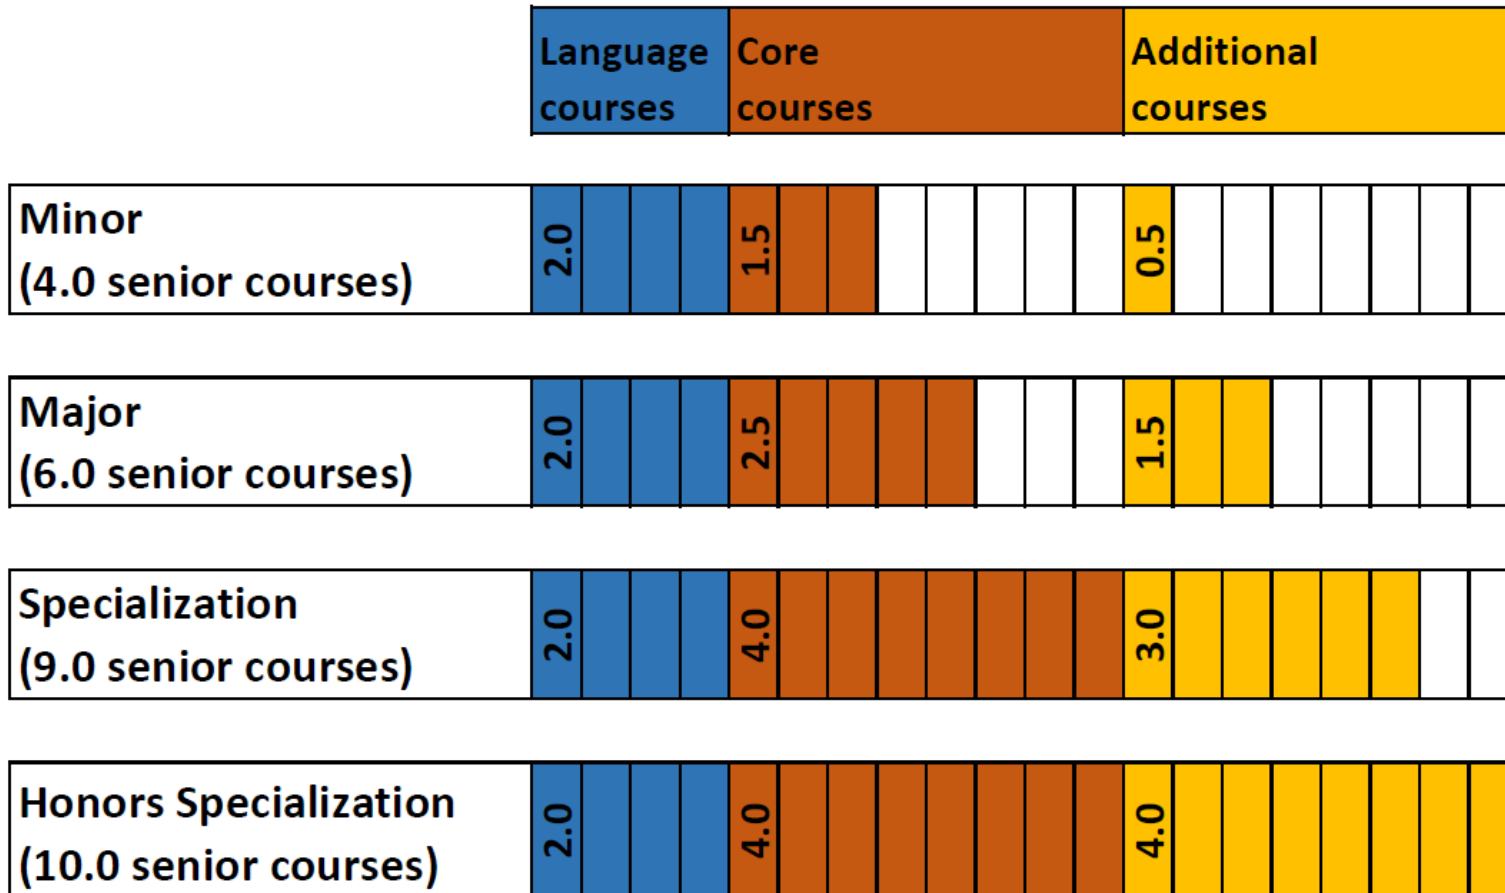 Language
courses
Core
courses
Additional
courses
Minor
(4.0 senior courses)
2.0
1.5
0.5
Major
(6.0 senior courses)
2.0
2.5
1.5
Specialization
(9.0 senior courses)
2.0
4.0
3.0
Honors Specialization
(10.0 senior courses)
2.0
4.0
4.0